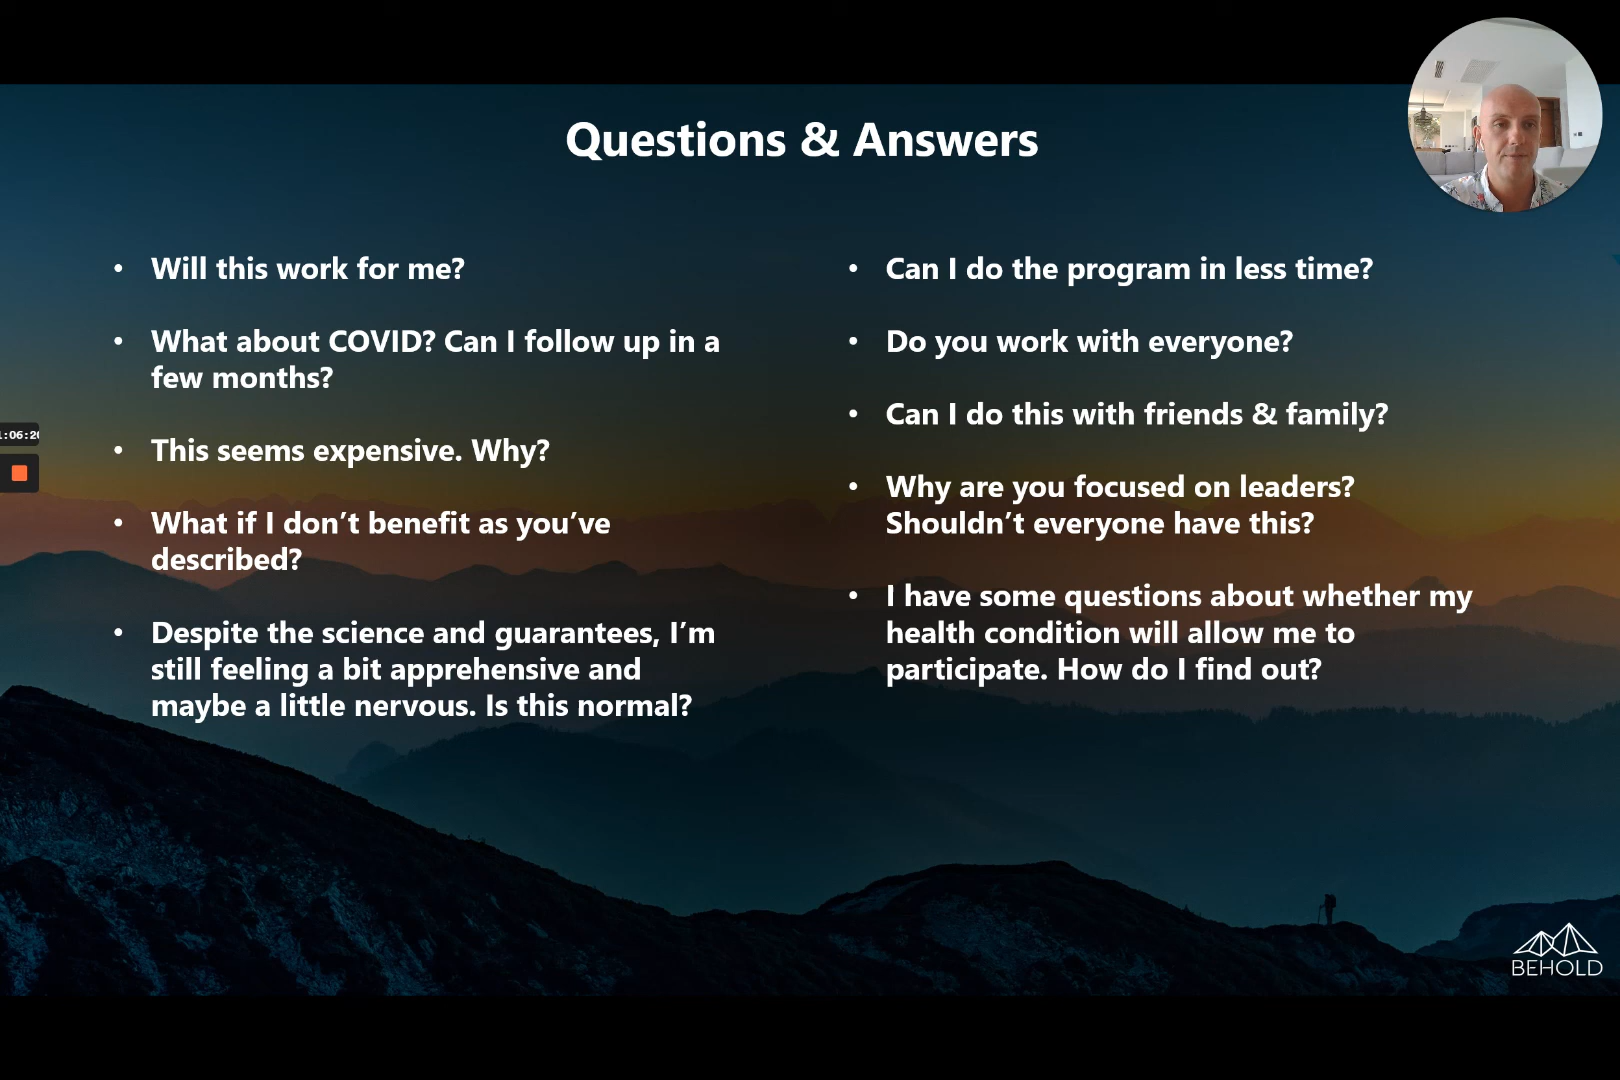 Questions & Answers
• Will this work for me?
• What about COVID? Can I follow up in a
few months?
• This seems expensive. Why?
• What if I don’t benefit as you’ve
described?
• Despite the science and guarantees, I’m
still feeling a bit apprehensive and
maybe a little nervous. Is this normal?
• Can I do the program in less time?
• Do you work with everyone?
• Can I do this with friends & family?
• Why are you focused on leaders?
Shouldn’t everyone have this?
• I have some questions about whether my
health condition will allow me to
participate. How do I find out?
BEHOLD